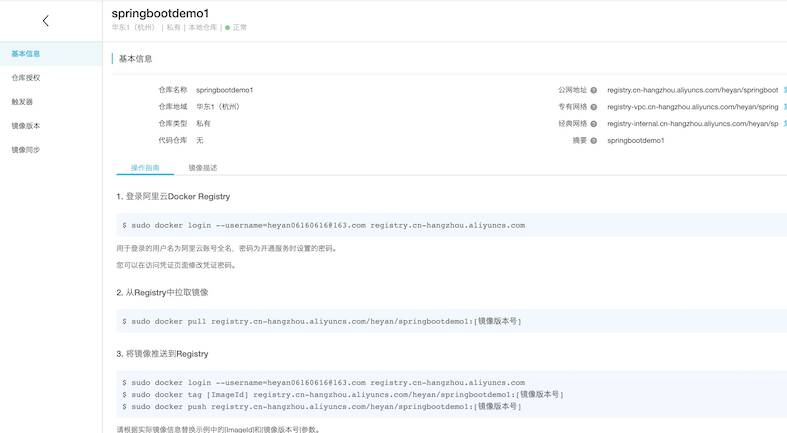 springbootdemo1
华东1（杭州） | 私有 | 本地仓库 | 正常
基本信息
仓库授权
触发器
镜像版本
镜像同步
基本信息
仓库名称 springbootdemo1
公网地址 registry.cn-hangzhou.aliyuncs.com/heyan/springboot
仓库地域 华东1（杭州）
专有网络 registry-vpc.cn-hangzhou.aliyuncs.com/heyan/spring
仓库类型 私有
经典网络 registry-internal.cn-hangzhou.aliyuncs.com/heyan/sp
代码仓库 无
摘要 springbootdemo1
操作指南 镜像描述
1. 登录阿里云Docker Registry
$ sudo docker login --username=heyan06160616@163.com registry.cn-hangzhou.aliyuncs.com
用于登录的用户名为阿里云账号全名，密码为开通服务时设置的密码。
您可以在访问凭证页面修改凭证密码。
2. 从Registry中拉取镜像
$ sudo docker pull registry.cn-hangzhou.aliyuncs.com/heyan/springbootdemo1:[镜像版本号]
3. 将镜像推送到Registry
$ sudo docker login --username=heyan06160616@163.com registry.cn-hangzhou.aliyuncs.com
$ sudo docker tag [ImageId] registry.cn-hangzhou.aliyuncs.com/heyan/springbootdemo1:[镜像版本号]
$ sudo docker push registry.cn-hangzhou.aliyuncs.com/heyan/springbootdemo1:[镜像版本号]
请根据实际镜像信息替换示例中的[ImageId]和[镜像版本号]参数。